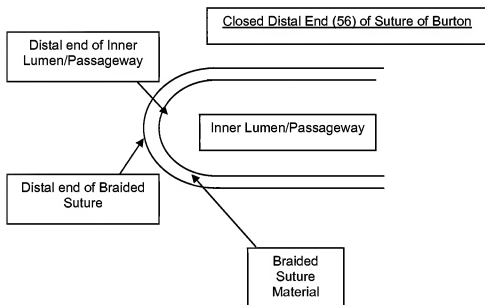 Closed Distal End (56) of Suture of Burton
Distal end of Inner
Lumen/Passageway
Inner Lumen/Passageway
Distal end of Braided
Suture
Braided
Suture
Material